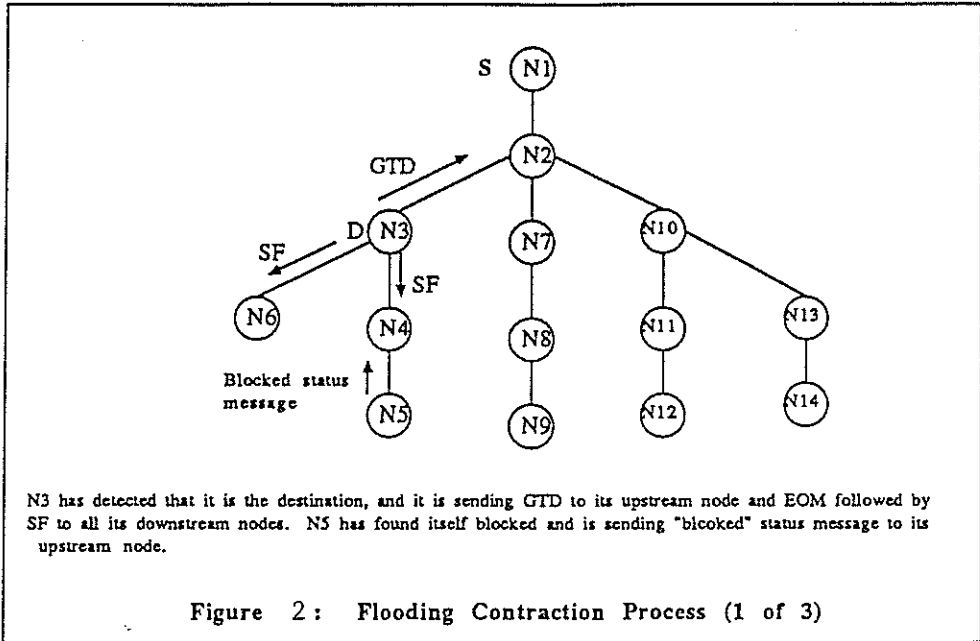 S N1
GTD N2
D N3 N7 N10
SF SF
N6 N4 N8 N11 N13
Blocked status
message
N5 N9 N12 N14
N3 has detected that it is the destination, and it is sending GTD to its upstream node and EOM followed by
SF to all its downstream nodes. N5 has found itself blocked and is sending "blcoked" status message to its
upstream node.
Figure 2: Flooding Contraction Process (1 of 3)